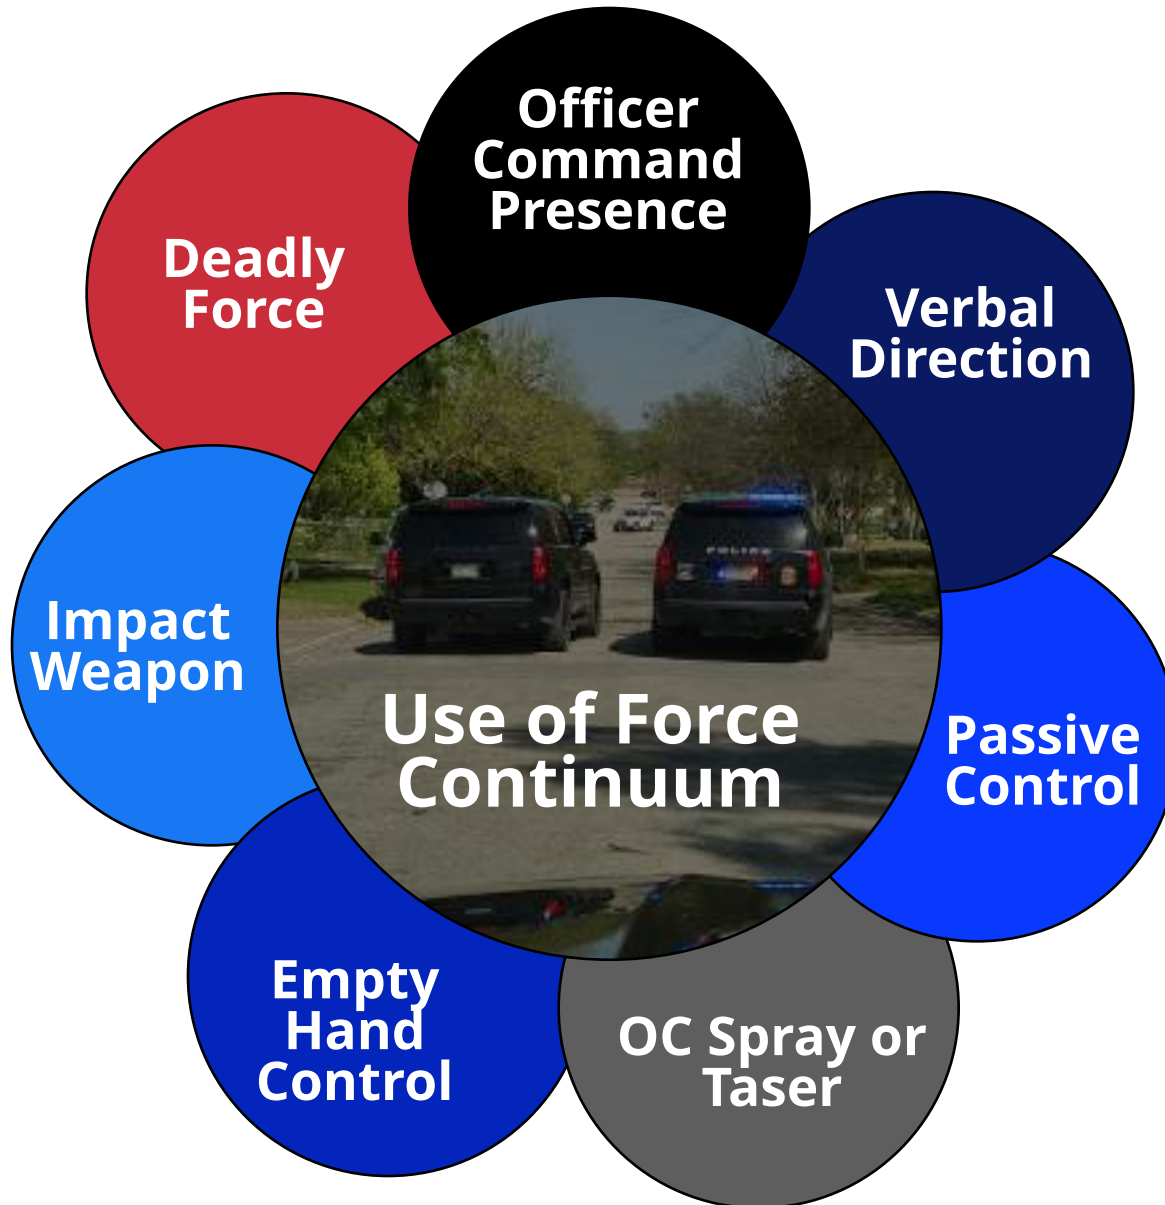 Officer
Command
Presence
Verbal
Direction
Passive
Control
OC Spray or
Taser
Empty
Hand
Control
Impact
Weapon
Deadly
Force
POLICE
Use of Force
Continuum